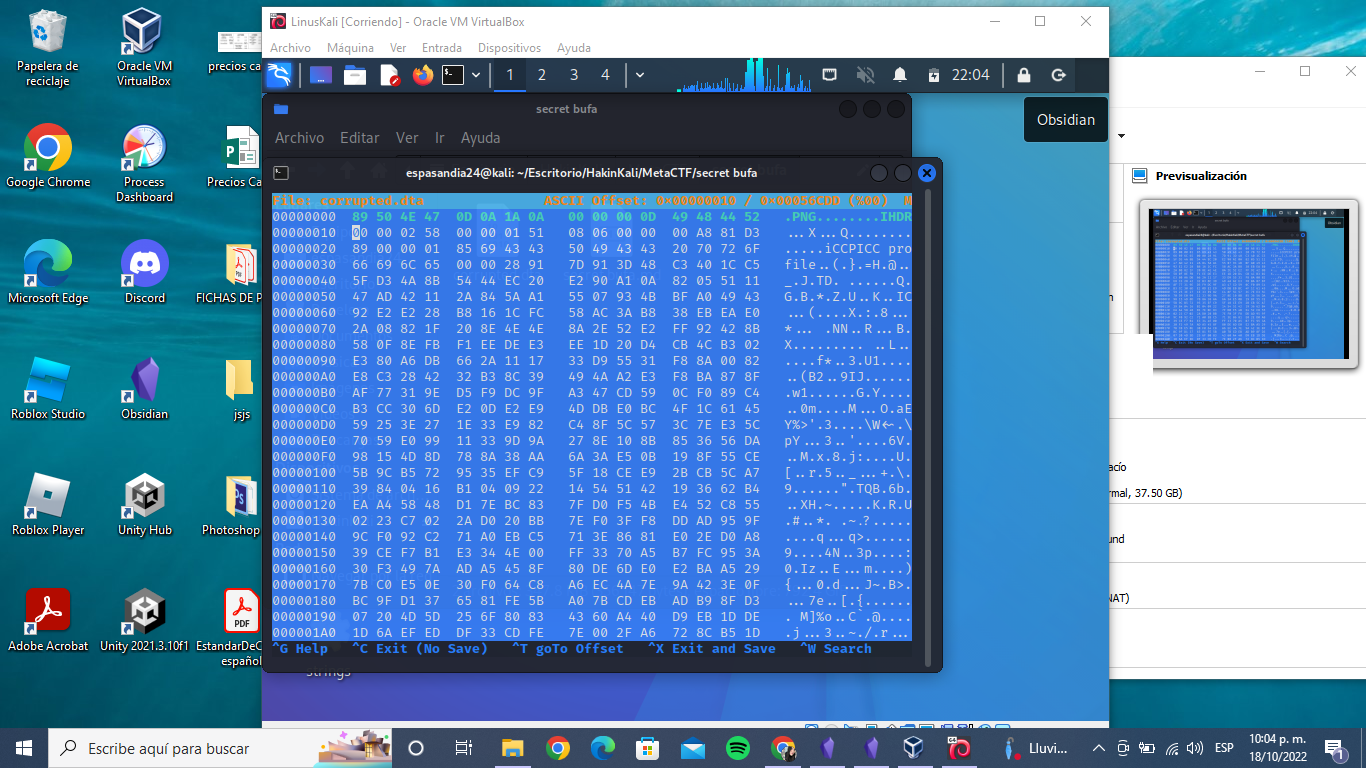 Papelera de reciclaje
Oracle VM VirtualBox
precios ca
Google Chrome
Process Dashboard
Precios Ca
Microsoft Edge
Discord
FICHAS DE P
Roblox Studio
Obsidian
jsjs
Roblox Player
Unity Hub
Photoshop
Adobe Acrobat
Unity 2021.3.10f1
EstandarDeC
español
LinusKali [Corriendo] - Oracle VM VirtualBox
Archivo Máquina Ver Entrada Dispositivos Ayuda
1 2 3 4 22:04
secret bufa
Archivo Editar Ver Ir Ayuda
Obsidian
espasandia24@kali: ~/Escritorio/HakinKali/MetaCTF/secret bufa
File: corrupted.dta ASCII Offset: 0x00000010 / 0x00056CDD (%00) M
00000000 89 50 4E 47 0D 0A 1A 0A 00 00 00 0D 49 48 44 52 .PNG........IHDR
00000010 00 00 02 58 00 00 01 51 08 06 00 00 00 A8 81 D3 ...X...Q........
00000020 89 00 00 01 85 69 43 43 50 49 43 43 20 70 72 6F .....iCCPICC pro
00000030 66 69 6C 65 00 00 28 91 7D 91 3D 48 C3 40 1C C5 file..(.}.=H.@..
00000040 5F D3 4A 8B 54 44 EC 20 E2 90 A1 0A 82 05 51 11 _.J.TD. ......Q.
00000050 47 AD 42 11 2A 84 5A A1 55 07 93 4B BF A0 49 43 G.B.*.Z.U..K..IC
00000060 92 E2 E2 28 B8 16 1C FC 58 AC 3A B8 38 EB EA E0 ...(....X.:.8...
00000070 2A 08 82 1F 20 8E 4E 4E 8A 2E 52 E2 FF 92 42 8B *... .NN..R...B.
00000080 58 0F 8E FB F1 EE DE E3 EE 1D 20 D4 CB 4C B3 02 X......... ..L..
00000090 E3 80 A6 DB 66 2A 11 17 33 D9 55 31 F8 8A 00 82 ....f*..3.U1....
000000A0 E8 C3 28 42 32 B3 8C 39 49 4A A2 E3 F8 BA 87 8F ..(B2..9IJ......
000000B0 AF 77 31 9E D5 F9 DC 9F A3 47 CD 59 0C F0 89 C4 .w1......G.Y....
000000C0 B3 CC 30 6D E2 0D E2 E9 4D DB E0 BC 4F 1C 61 45 ..0m....M...O.aE
000000D0 59 25 3E 27 1E 33 E9 82 C4 8F 5C 57 3C 7E E3 5C Y%>'.3....\W<~.\
000000E0 70 59 E0 99 11 33 9D 9A 27 8E 10 8B 85 36 56 DA pY...3..'....6V.
000000F0 98 15 4D 8D 78 8A 38 AA 6A 3A E5 0B 19 8F 55 CE ..M.x.8.j:....U.
00000100 5B 9C B5 72 95 35 EF C9 5F 18 CE E9 2B CB 5C A7 [..r.5.._...+.\.
00000110 39 84 04 16 B1 04 09 22 14 54 51 42 19 36 62 B4 9......".TQB.6b.
00000120 EA A4 58 48 D1 7E BC 83 7F D0 F5 4B E4 52 C8 55 ..XH.~.....K.R.U
00000130 02 23 C7 02 2A D0 20 BB 7E F0 3F F8 DD AD 95 9F .#..*. .~.?.....
00000140 9C F0 92 C2 71 A0 EB C5 71 3E 86 81 E0 2E D0 A8 ....q...q>......
00000150 39 CE F7 B1 E3 34 4E 00 FF 33 70 A5 B7 FC 95 3A 9....4N..3p....:
00000160 30 F3 49 7A AD A5 45 8F 80 DE 6D E0 E2 BA A5 29 0.Iz..E...m....)
00000170 7B C0 E5 0E 30 F0 64 C8 A6 EC 4A 7E 9A 42 3E 0F {...0.d...J~.B>.
00000180 BC 9F D1 37 65 81 FE 5B A0 7B CD EB AD B9 8F D3 ...7e..[.{......
00000190 07 20 4D 5D 25 6F 80 83 43 60 A4 40 D9 EB 1D DE . M]%o..C`.@....
000001A0 1D 6A EF ED DF 33 CD FE 7E 00 2F A6 72 8C B5 1D .j...3..~./.r...
^G Help ^C Exit (No Save) ^T goTo Offset ^X Exit and Save ^W Search
strings
Previsualización
acío
rmal, 37.50 GB)
und
NAT)
Escribe aquí para buscar
Lluvi...
ESP
10:04 p. m.
18/10/2022
1